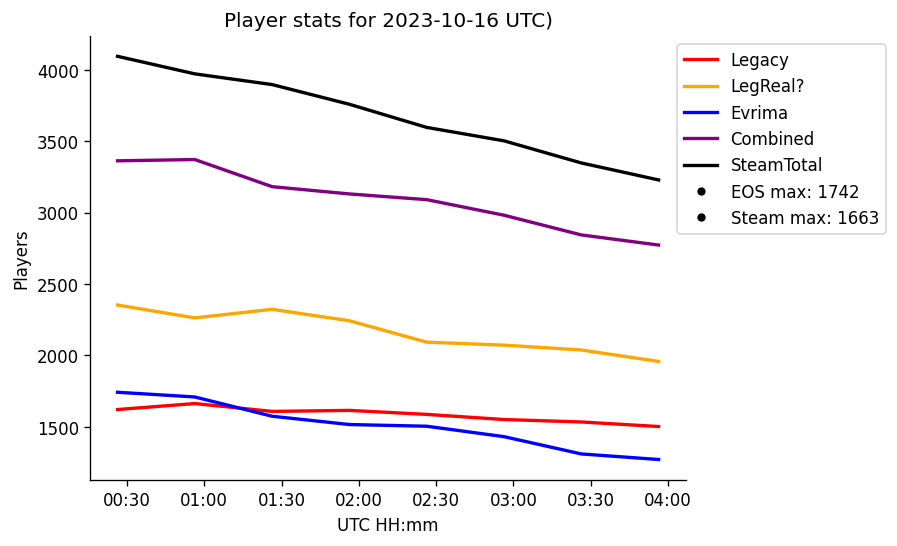 Player stats for 2023-10-16 UTC)
Legacy
LegReal?
Evrima
Combined
SteamTotal
EOS max: 1742
Steam max: 1663
Players
4000
3500
3000
2500
2000
1500
00:30 01:00 01:30 02:00 02:30 03:00 03:30 04:00
UTC HH:mm